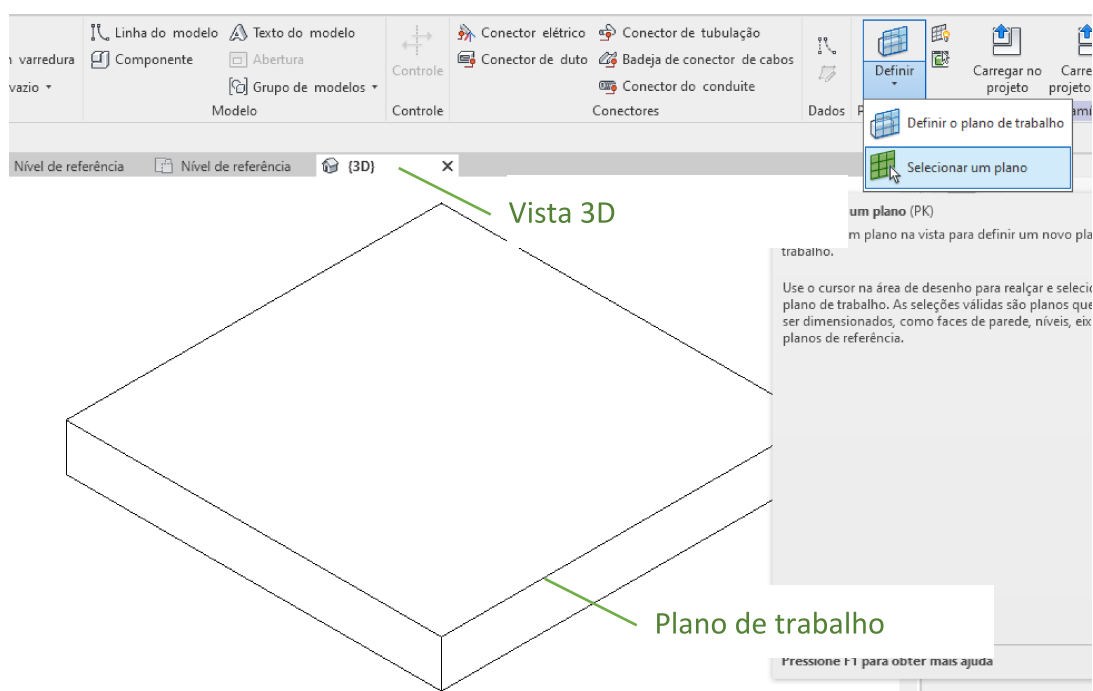 Linha do modelo Texto do modelo Conector elétrico Conector de tubulação
varredura Componente Abertura Controle Conector de duto Badeja de conector de cabos Definir Carregar no projeto
vazio Grupo de modelos Conector do conduite
Modelo Controle Conectores Dados
Definir o plano de trabalho
Nível de referência Nível de referência {3D} X
Selecionar um plano
Vista 3D
um plano (PK)
plano na vista para definir um novo
trabalho.
Use o cursor na área de desenho para realçar e
plano de trabalho. As seleções válidas são planos que
ser dimensionados, como faces de parede, níveis,
planos de referência.
Plano de trabalho
Pressione F1 para obter mais ajuda